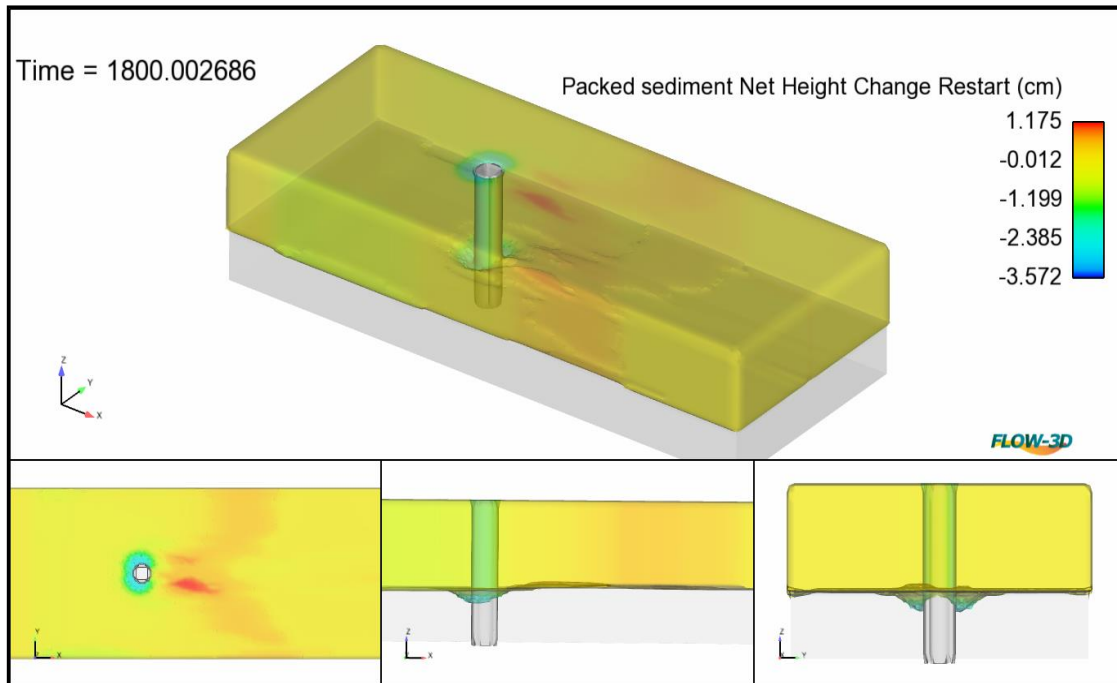 Time = 1800.002686
Packed sediment Net Height Change Restart (cm)
1.175
-0.012
-1.199
-2.385
-3.572
Z
Y
X
FLOW-3D
Y
Z X
Z
Y X
Z
X Y